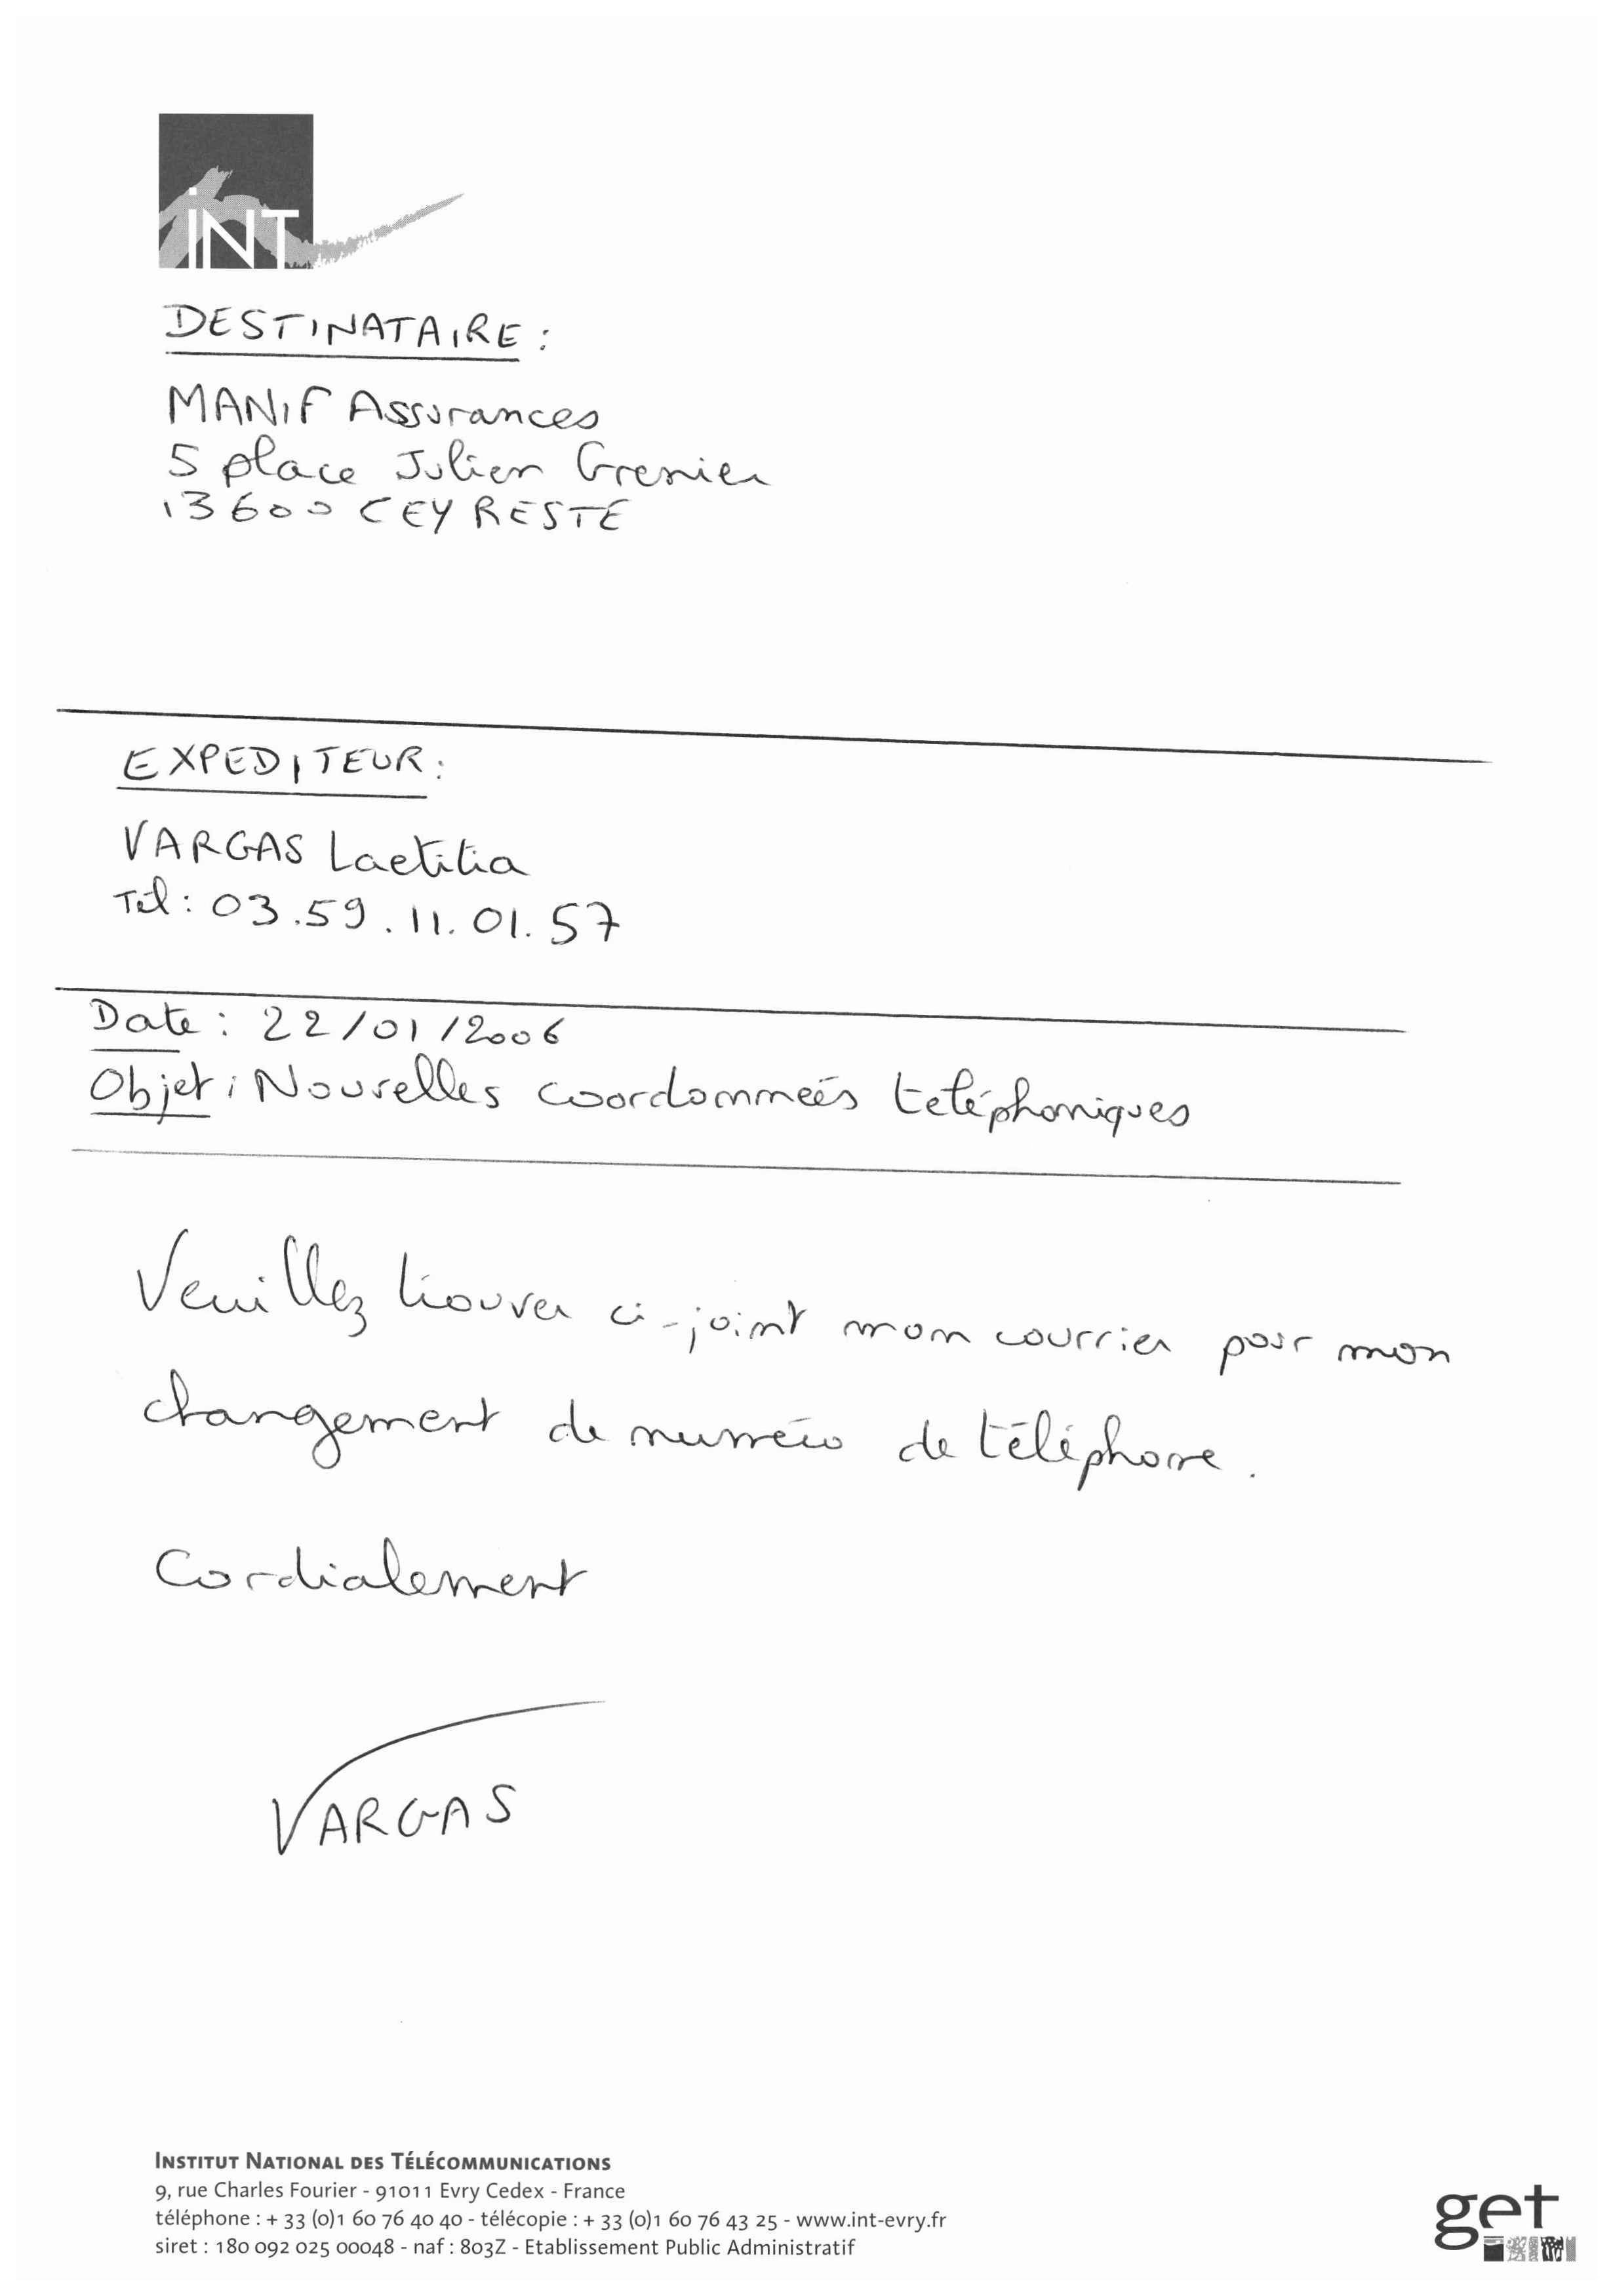 iNT
DESTINATAIRE :
MANIF Assurances
5 place Julien Grenier
13600 CEYRESTE
EXPEDITEUR :
VARGAS Laetitia
Tél : 03.59.11.01.57
Date : 22/01/2006
Objet : Nouvelles coordonneés teléphoniques
Veuillez trouver ci-joint mon courrier pour mon
changement de numéro de téléphone.
Cordialement
VARGAS
INSTITUT NATIONAL DES TÉLÉCOMMUNICATIONS
9, rue Charles Fourier - 91011 Evry Cedex - France
téléphone : + 33 (0)1 60 76 40 40 - télécopie : + 33 (0)1 60 76 43 25 - www.int-evry.fr
siret : 180 092 025 00048 - naf : 803Z - Etablissement Public Administratif
get